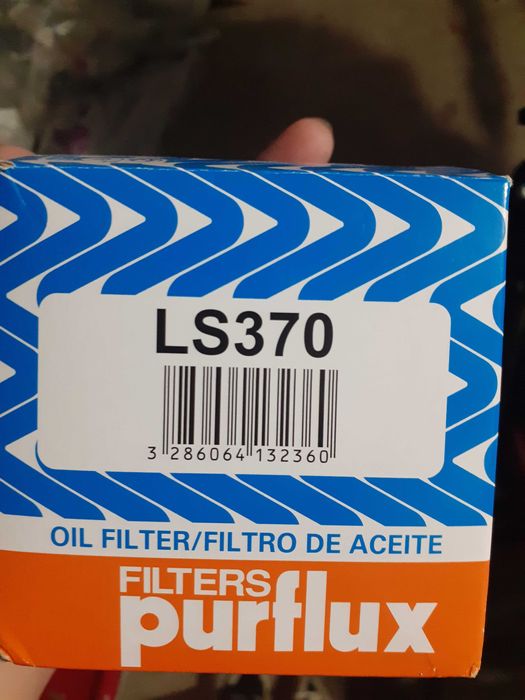 LS370
3 286064 132360
OIL FILTER/FILTRO DE ACEITE
FILTERS
purflux